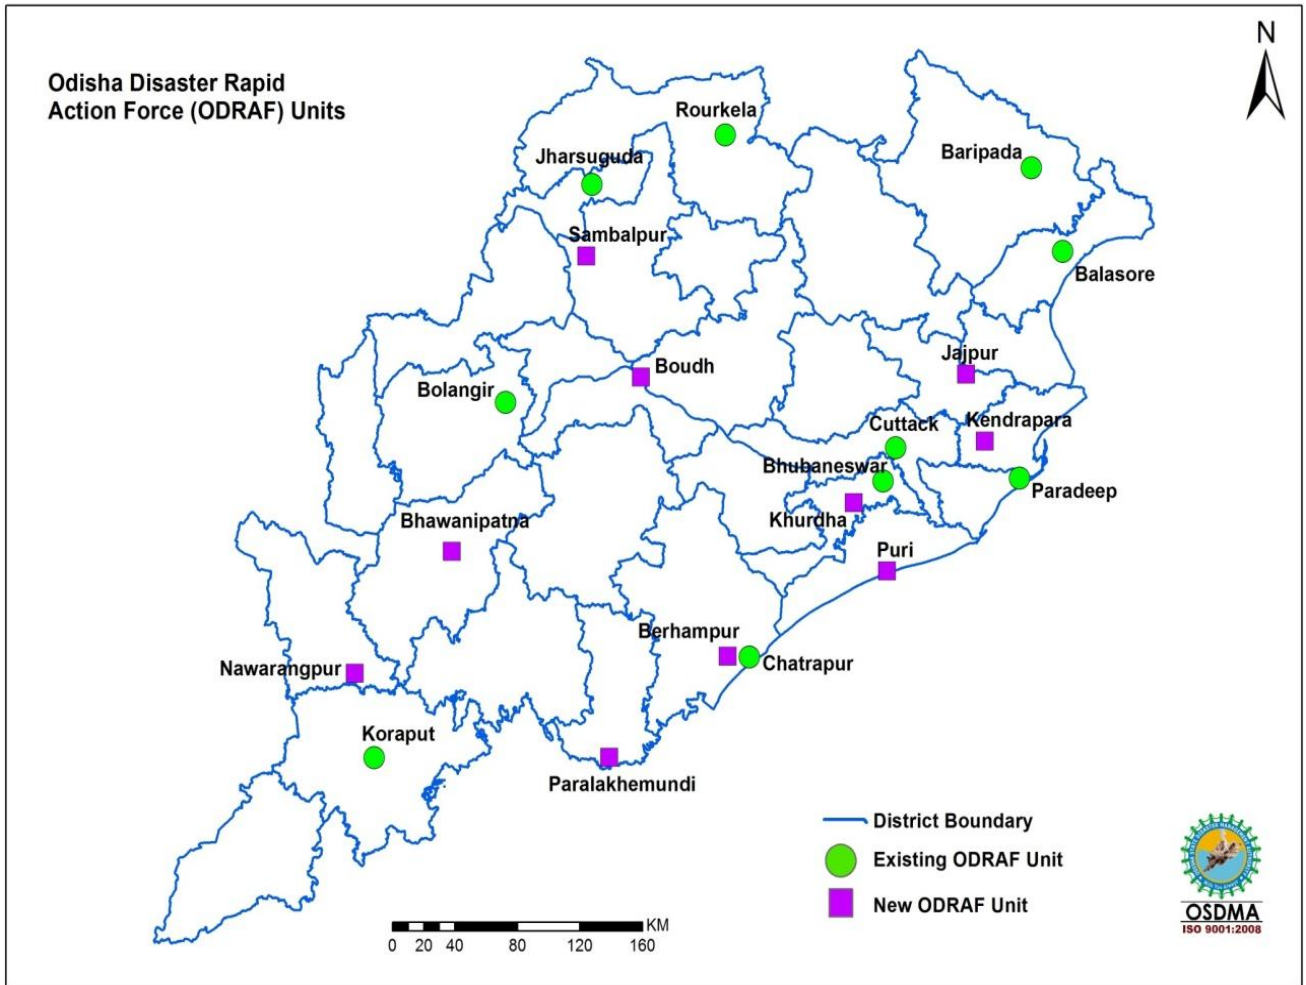 N
Odisha Disaster Rapid
Action Force (ODRAF) Units
Rourkela
Jharsuguda
Baripada
Sambalpur
Balasore
Boudh
Jajpur
Bolangir
Cuttack
Kendrapara
Bhubaneswar
Paradeep
Khurdha
Bhawanipatna
Puri
Berhampur
Chatrapur
Nawarangpur
Koraput
Paralakhemundi
District Boundary
Existing ODRAF Unit
New ODRAF Unit
KM
0 20 40 80 120 160
OSDMA
ISO 9001:2008